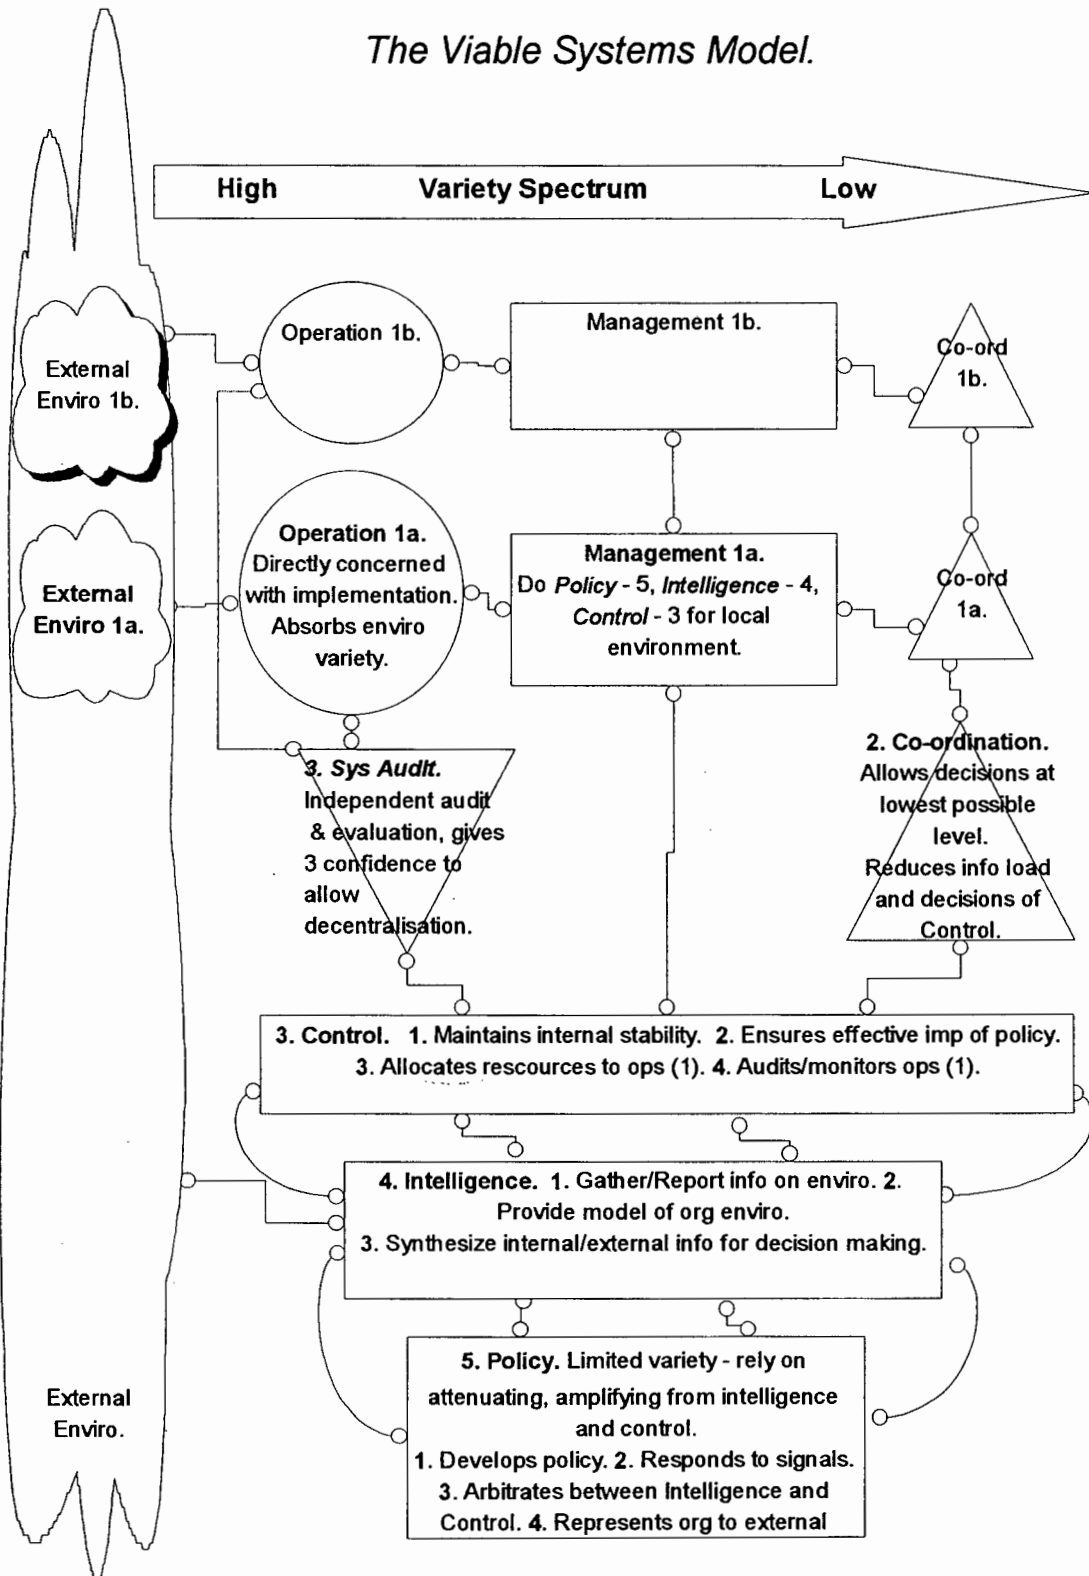 The Viable Systems Model.
High Variety Spectrum Low
External
Enviro 1b.
Operation 1b.
Management 1b.
Co-ord
1b.
External
Enviro 1a.
Operation 1a.
Directly concerned
with implementation.
Absorbs enviro
variety.
Management 1a.
Do Policy - 5, Intelligence - 4,
Control - 3 for local
environment.
Co-ord
1a.
3. Sys Audit.
Independent audit
& evaluation, gives
3 confidence to
allow
decentralisation.
2. Co-ordination.
Allows decisions at
lowest possible
level.
Reduces info load
and decisions of
Control.
3. Control. 1. Maintains internal stability. 2. Ensures effective imp of policy.
3. Allocates rescources to ops (1). 4. Audits/monitors ops (1).
4. Intelligence. 1. Gather/Report info on enviro. 2.
Provide model of org enviro.
3. Synthesize internal/external info for decision making.
5. Policy. Limited variety - rely on
attenuating, amplifying from intelligence
and control.
1. Develops policy. 2. Responds to signals.
3. Arbitrates between Intelligence and
Control. 4. Represents org to external
External
Enviro.